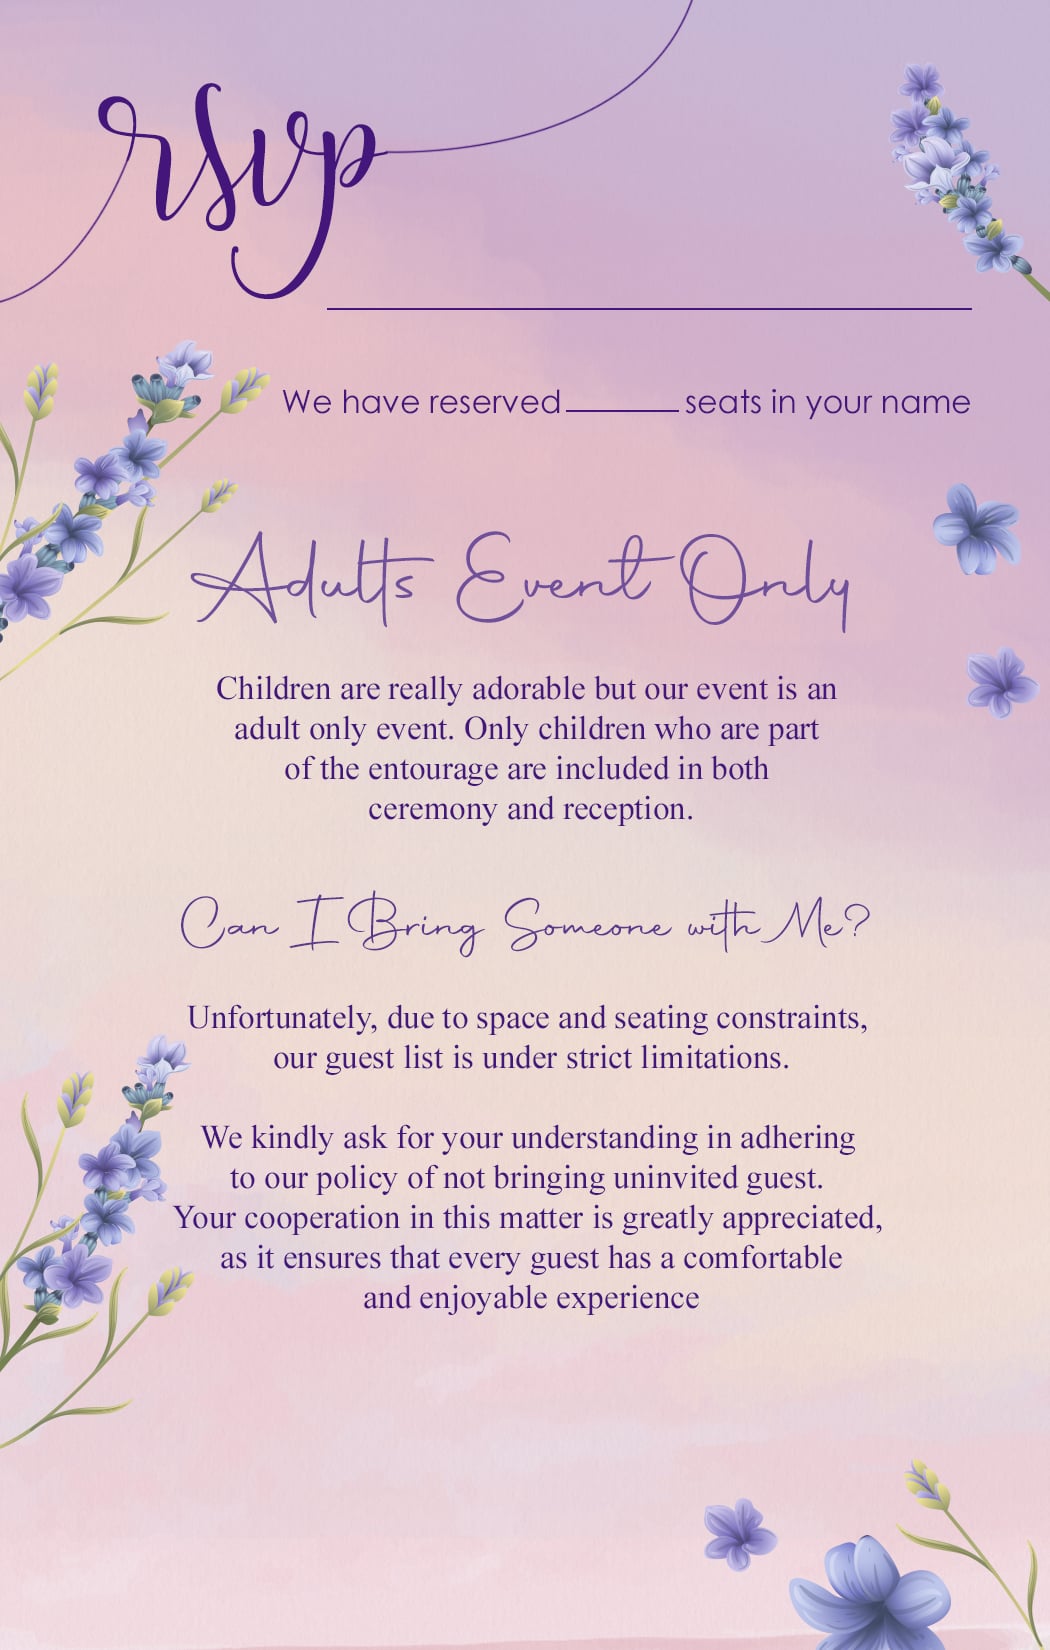 rsvp
We have reserved______seats in your name
Adults Event Only
Children are really adorable but our event is an
adult only event. Only children who are part
of the entourage are included in both
ceremony and reception.
Can I Bring Someone with Me?
Unfortunately, due to space and seating constraints,
our guest list is under strict limitations.
We kindly ask for your understanding in adhering
to our policy of not bringing uninvited guest.
Your cooperation in this matter is greatly appreciated,
as it ensures that every guest has a comfortable
and enjoyable experience